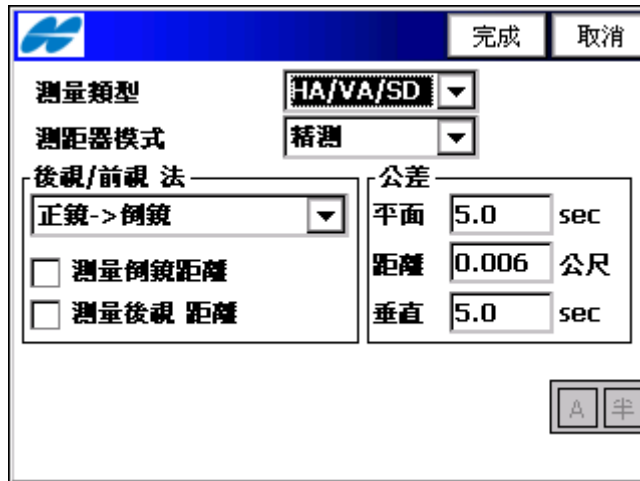 完成 取消
測量類型 HA/VA/SD
測距器模式 精測
後視/前視 法
正鏡->倒鏡
測量倒鏡距離
測量後視 距離
公差
平面 5.0 sec
距離 0.006 公尺
垂直 5.0 sec
A 半